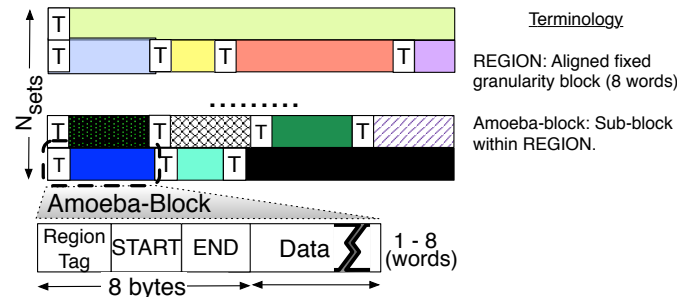 Terminology
REGION: Aligned fixed
granularity block (8 words)
Amoeba-block: Sub-block
within REGION.
Nsets
T
T T T T
.........
T T T T
T T T
Amoeba-Block
Region Tag START END Data
1 - 8 (words)
8 bytes